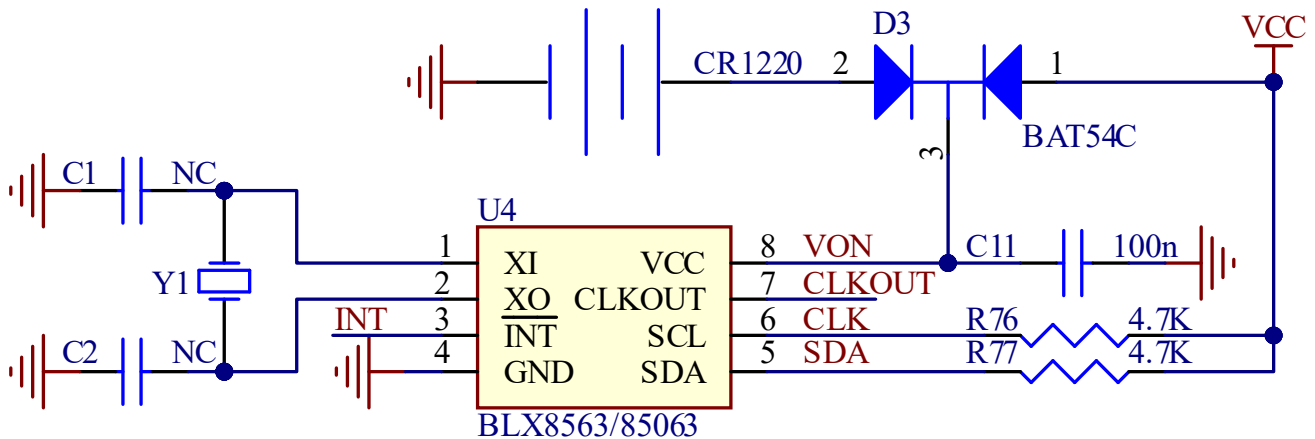 D3
VCC
CR1220 2 1
BAT54C
3
C1 NC
U4
1 XI VCC 8 VON C11 100n
Y1
2 XO CLKOUT 7 CLKOUT
INT 3 INT SCL 6 CLK R76 4.7K
C2 NC
4 GND SDA 5 SDA R77 4.7K
BLX8563/85063